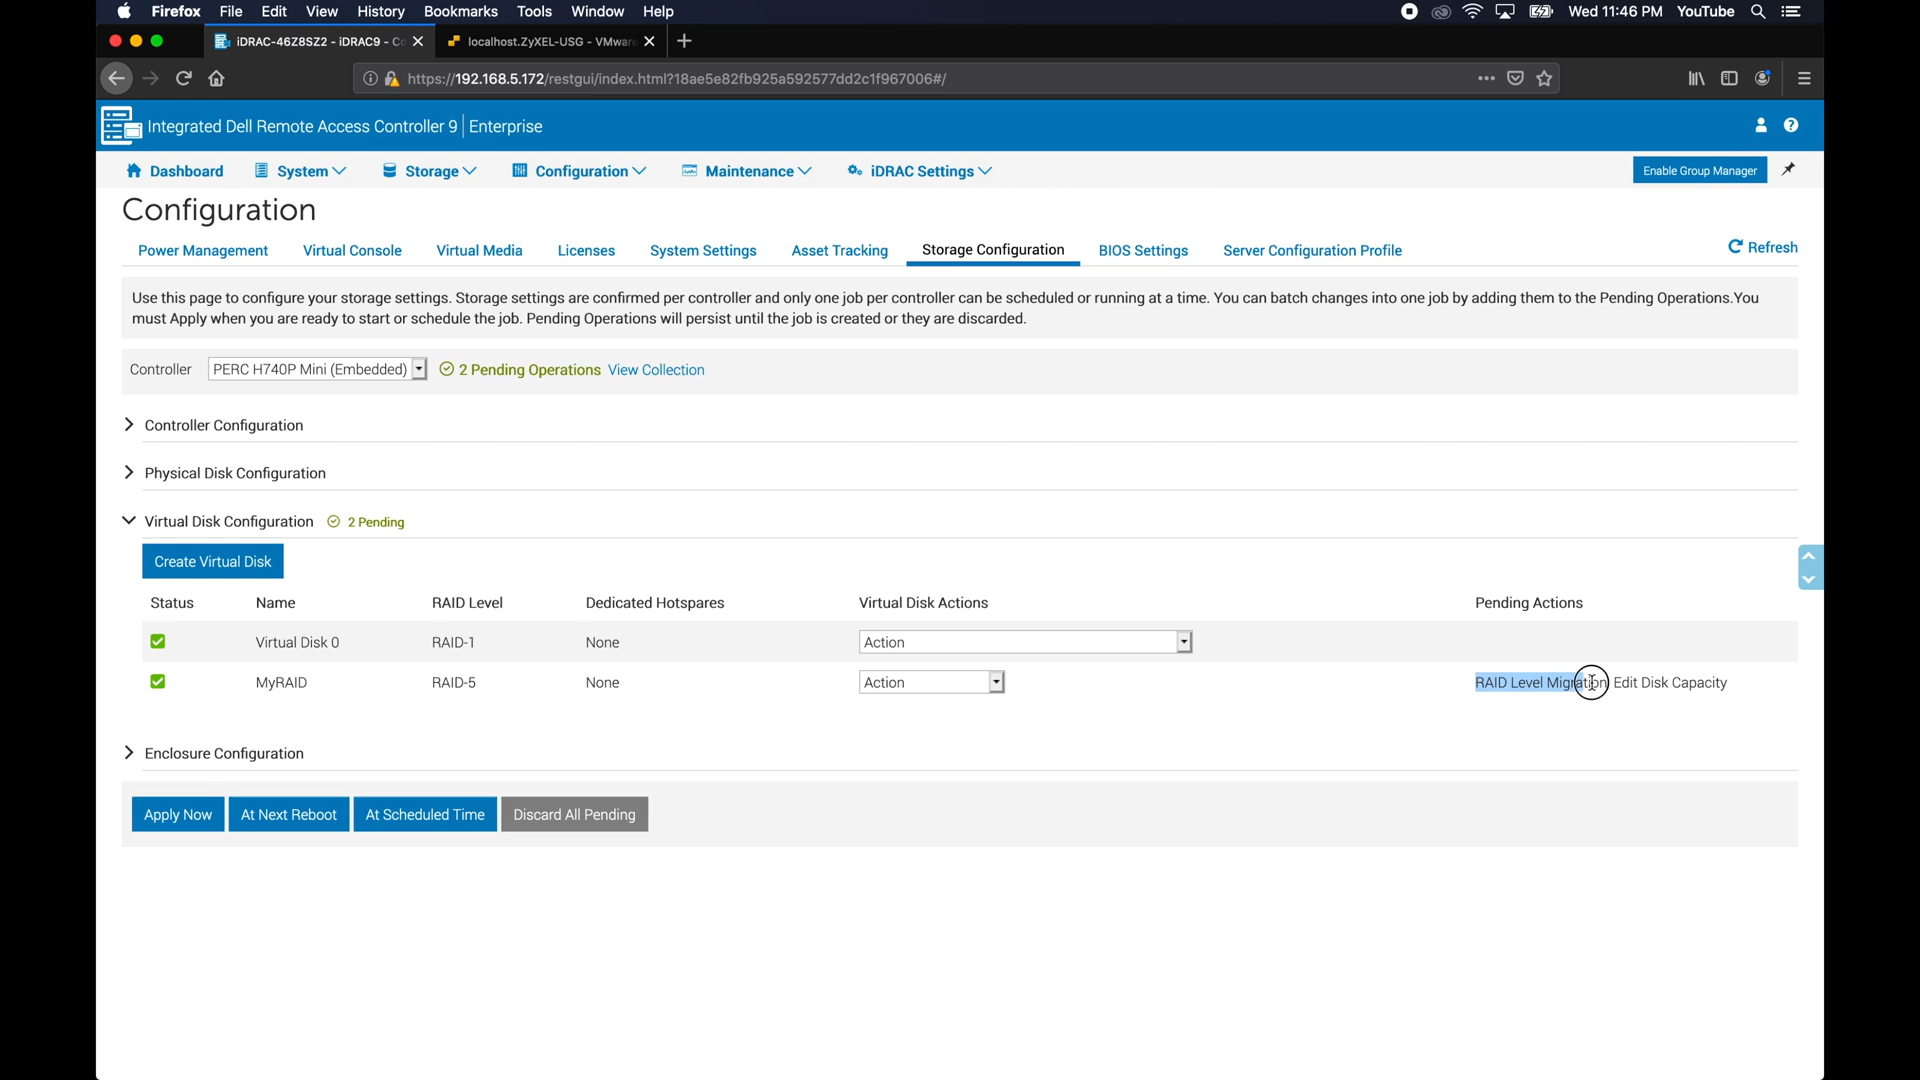 Firefox File Edit View History Bookmarks Tools Window Help Wed 11:46 PM YouTube
iDRAC-46Z8SZ2 - iDRAC9 - Co localhost.ZyXEL-USG - VMware
https://192.168.5.172/restgui/index.html?18ae5e82fb925a592577dd2c1f967006#/
Integrated Dell Remote Access Controller 9 | Enterprise
Dashboard System Storage Configuration Maintenance iDRAC Settings Enable Group Manager
Configuration
Power Management Virtual Console Virtual Media Licenses System Settings Asset Tracking Storage Configuration BIOS Settings Server Configuration Profile Refresh
Use this page to configure your storage settings. Storage settings are confirmed per controller and only one job per controller can be scheduled or running at a time. You can batch changes into one job by adding them to the Pending Operations.You
must Apply when you are ready to start or schedule the job. Pending Operations will persist until the job is created or they are discarded.
Controller PERC H740P Mini (Embedded) 2 Pending Operations View Collection
Controller Configuration
Physical Disk Configuration
Virtual Disk Configuration 2 Pending
Create Virtual Disk
Status Name RAID Level Dedicated Hotspares Virtual Disk Actions Pending Actions
Virtual Disk 0 RAID-1 None Action
MyRAID RAID-5 None Action RAID Level Migration Edit Disk Capacity
Enclosure Configuration
Apply Now At Next Reboot At Scheduled Time Discard All Pending